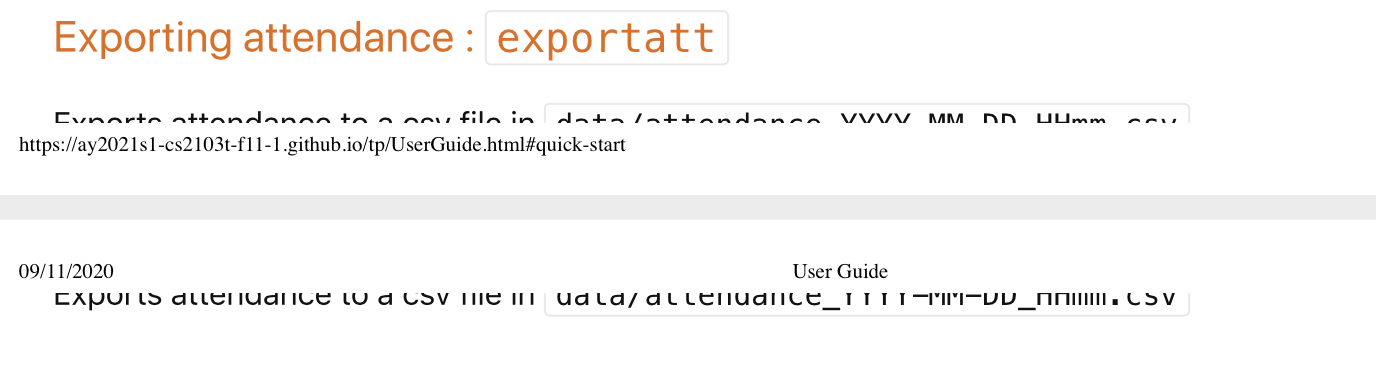 Exporting attendance : exportatt
Exports attendance to a csv file in data/attendance_YYYY-MM-DD_HHmm.csv
https://ay2021s1-cs2103t-f11-1.github.io/tp/UserGuide.html#quick-start
09/11/2020 User Guide
Exports attendance to a csv file in data/attendance_YYYY-MM-DD_HHmm.csv